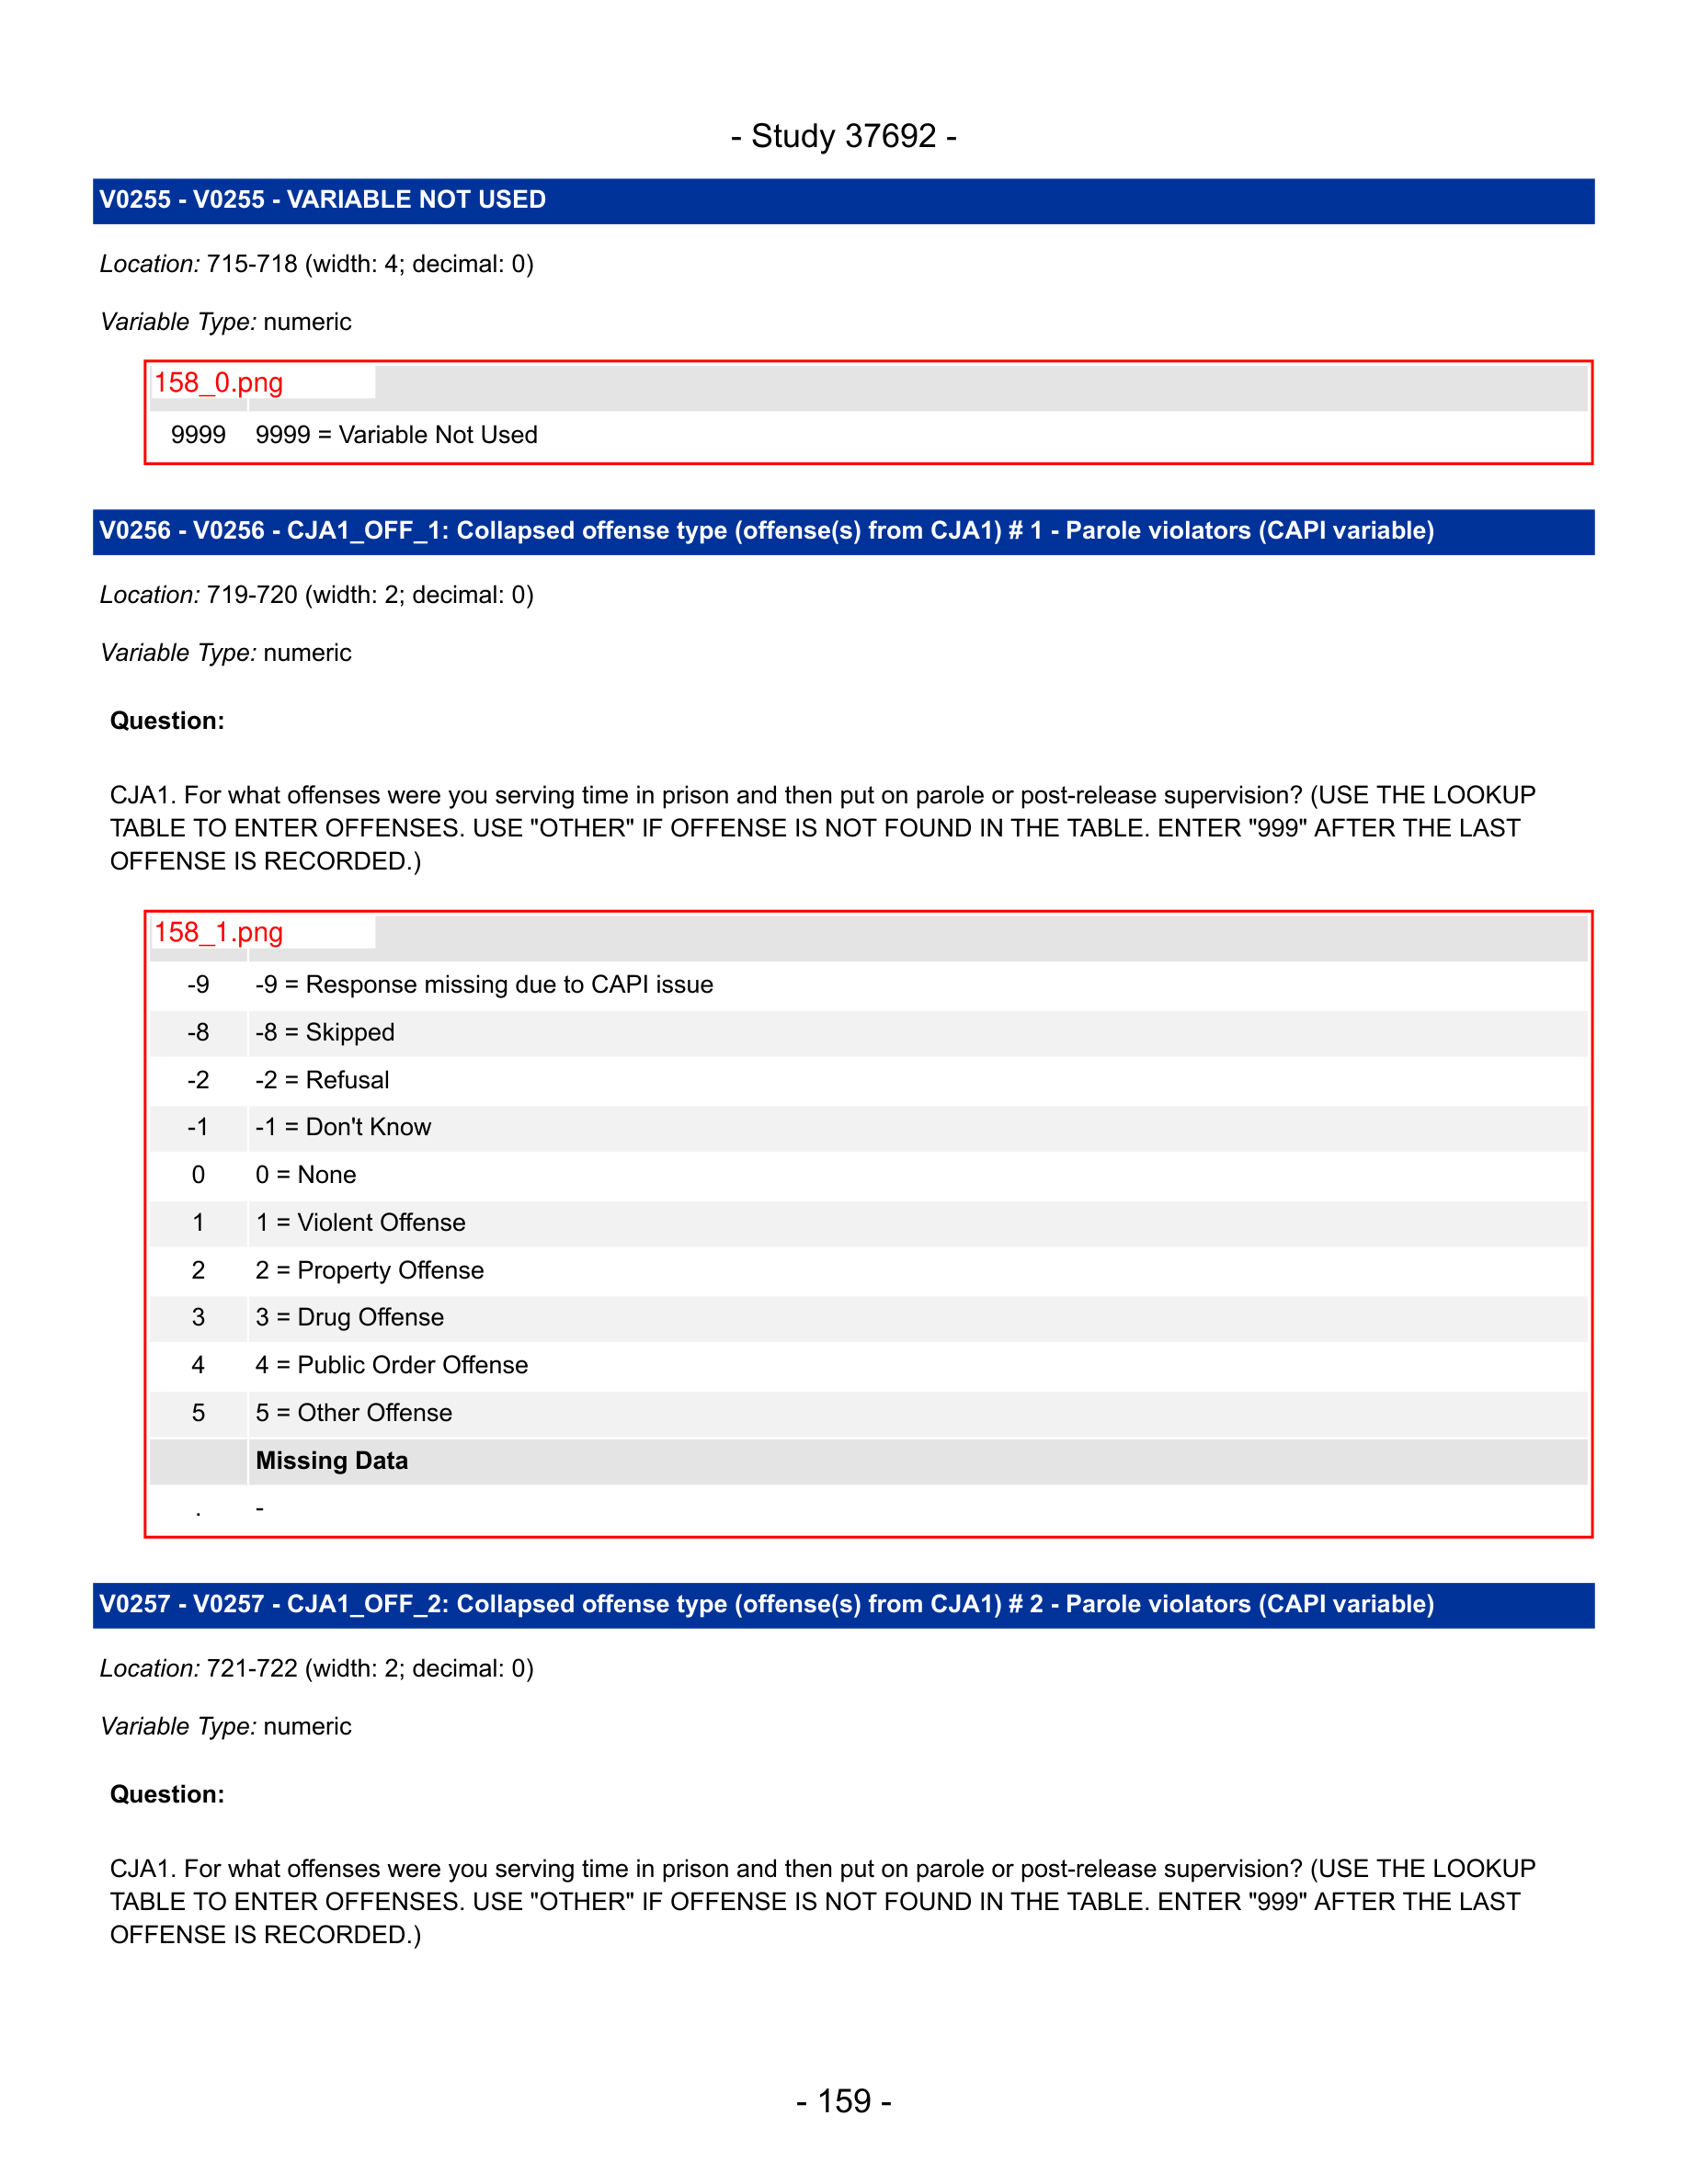 - Study 37692 -
V0255 - V0255 - VARIABLE NOT USED
Location: 715-718 (width: 4; decimal: 0)
Variable Type: numeric
158_0.png
9999 9999 = Variable Not Used
V0256 - V0256 - CJA1_OFF_1: Collapsed offense type (offense(s) from CJA1) # 1 - Parole violators (CAPI variable)
Location: 719-720 (width: 2; decimal: 0)
Variable Type: numeric
Question:
CJA1. For what offenses were you serving time in prison and then put on parole or post-release supervision? (USE THE LOOKUP
TABLE TO ENTER OFFENSES. USE "OTHER" IF OFFENSE IS NOT FOUND IN THE TABLE. ENTER "999" AFTER THE LAST
OFFENSE IS RECORDED.)
158_1.png
-9 -9 = Response missing due to CAPI issue
-8 -8 = Skipped
-2 -2 = Refusal
-1 -1 = Don't Know
0 0 = None
1 1 = Violent Offense
2 2 = Property Offense
3 3 = Drug Offense
4 4 = Public Order Offense
5 5 = Other Offense
Missing Data
. -
V0257 - V0257 - CJA1_OFF_2: Collapsed offense type (offense(s) from CJA1) # 2 - Parole violators (CAPI variable)
Location: 721-722 (width: 2; decimal: 0)
Variable Type: numeric
Question:
CJA1. For what offenses were you serving time in prison and then put on parole or post-release supervision? (USE THE LOOKUP
TABLE TO ENTER OFFENSES. USE "OTHER" IF OFFENSE IS NOT FOUND IN THE TABLE. ENTER "999" AFTER THE LAST
OFFENSE IS RECORDED.)
- 159 -